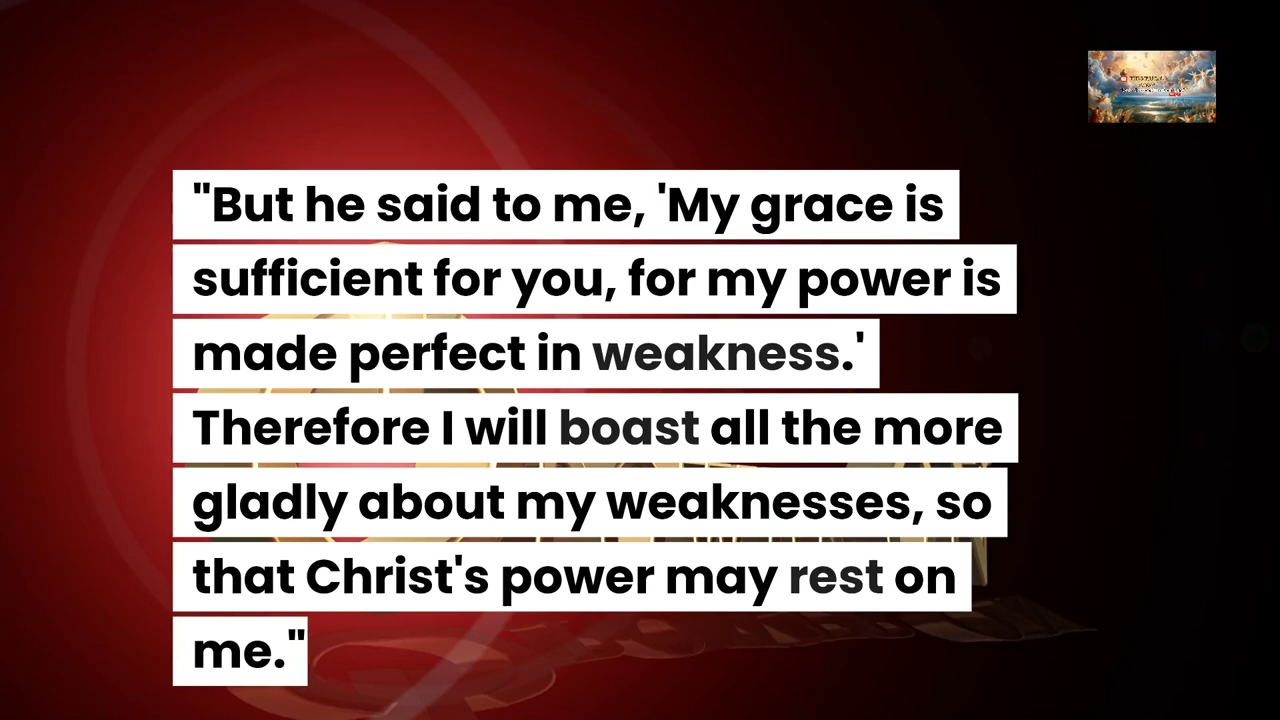 "But he said to me, 'My grace is
sufficient for you, for my power is
made perfect in weakness.'
Therefore I will boast all the more
gladly about my weaknesses, so
that Christ's power may rest on
me."